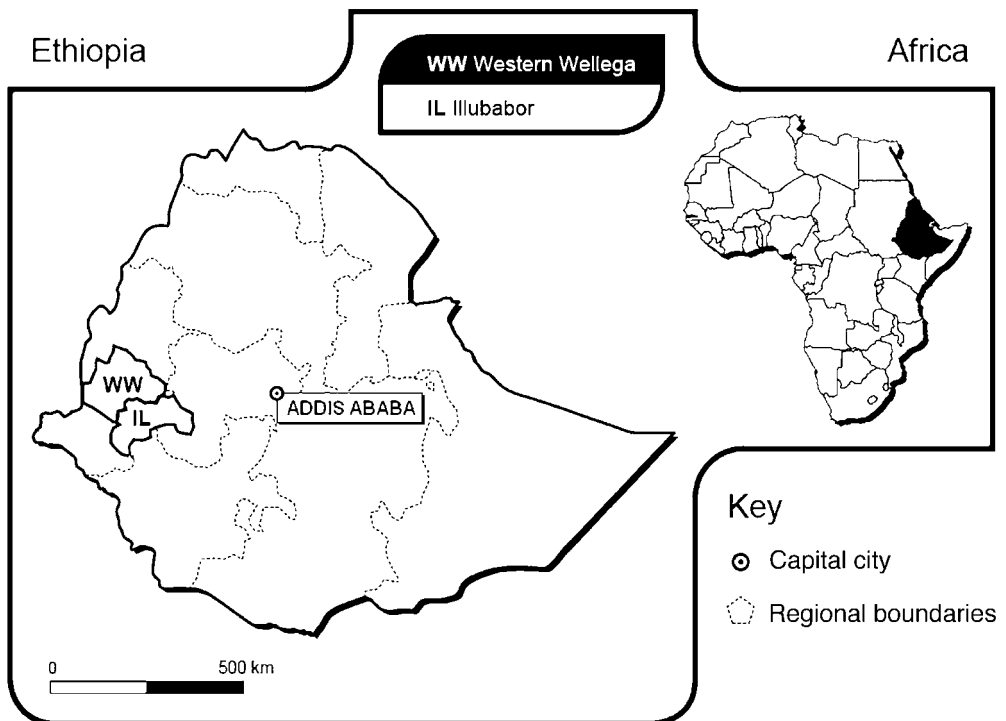 Ethiopia
WW Western Wellega
IL Illubabor
Africa
WW
IL
ADDIS ABABA
Key
Capital city
Regional boundaries
0 500 km